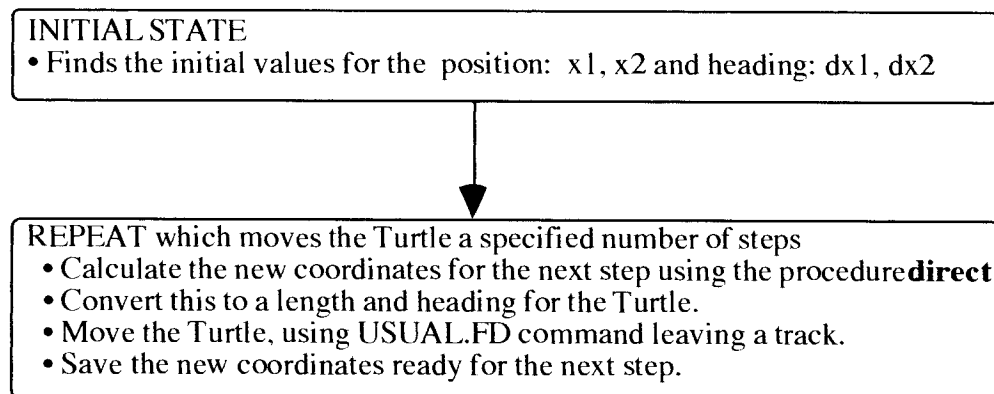 INITIAL STATE
• Finds the initial values for the position: x1, x2 and heading: dx1, dx2
REPEAT which moves the Turtle a specified number of steps
• Calculate the new coordinates for the next step using the procedure direct
• Convert this to a length and heading for the Turtle.
• Move the Turtle, using USUAL.FD command leaving a track.
• Save the new coordinates ready for the next step.